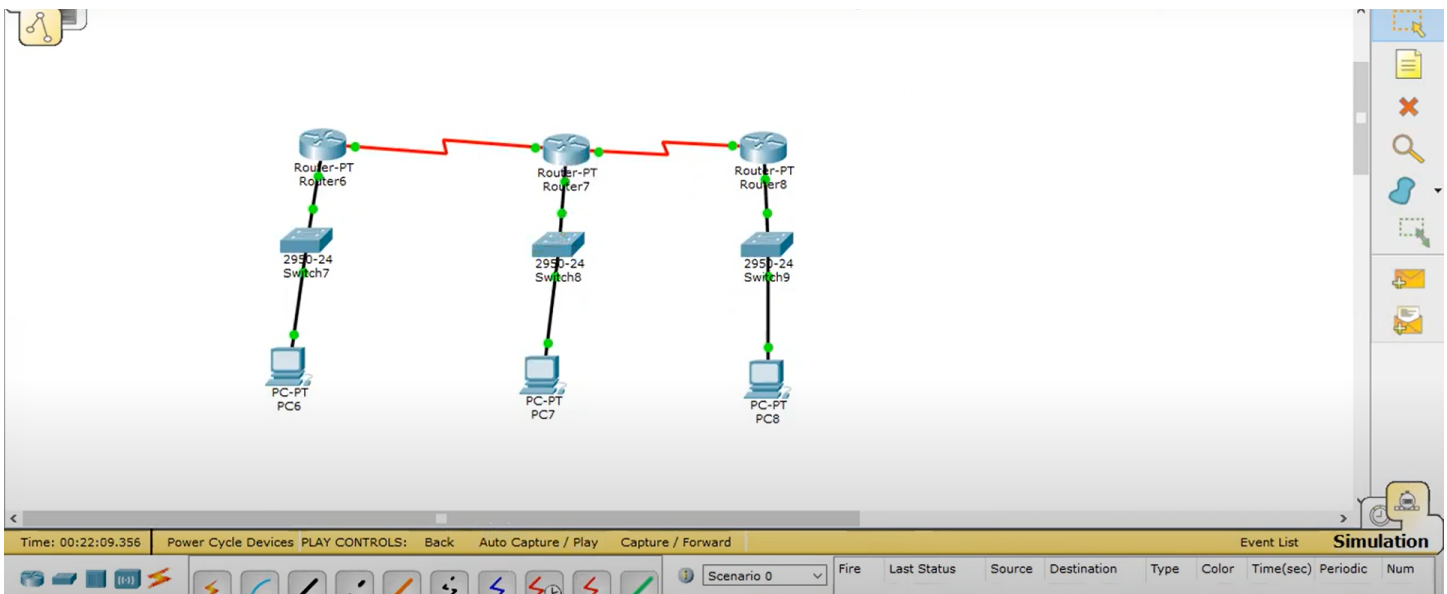 Router-PT
Router6
Router-PT
Router7
Router-PT
Router8
2950-24
Switch7
2950-24
Switch8
2950-24
Switch9
PC-PT
PC6
PC-PT
PC7
PC-PT
PC8
Time: 00:22:09.356 Power Cycle Devices PLAY CONTROLS: Back Auto Capture / Play Capture / Forward Event List Simulation
Scenario 0 Fire Last Status Source Destination Type Color Time(sec) Periodic Num